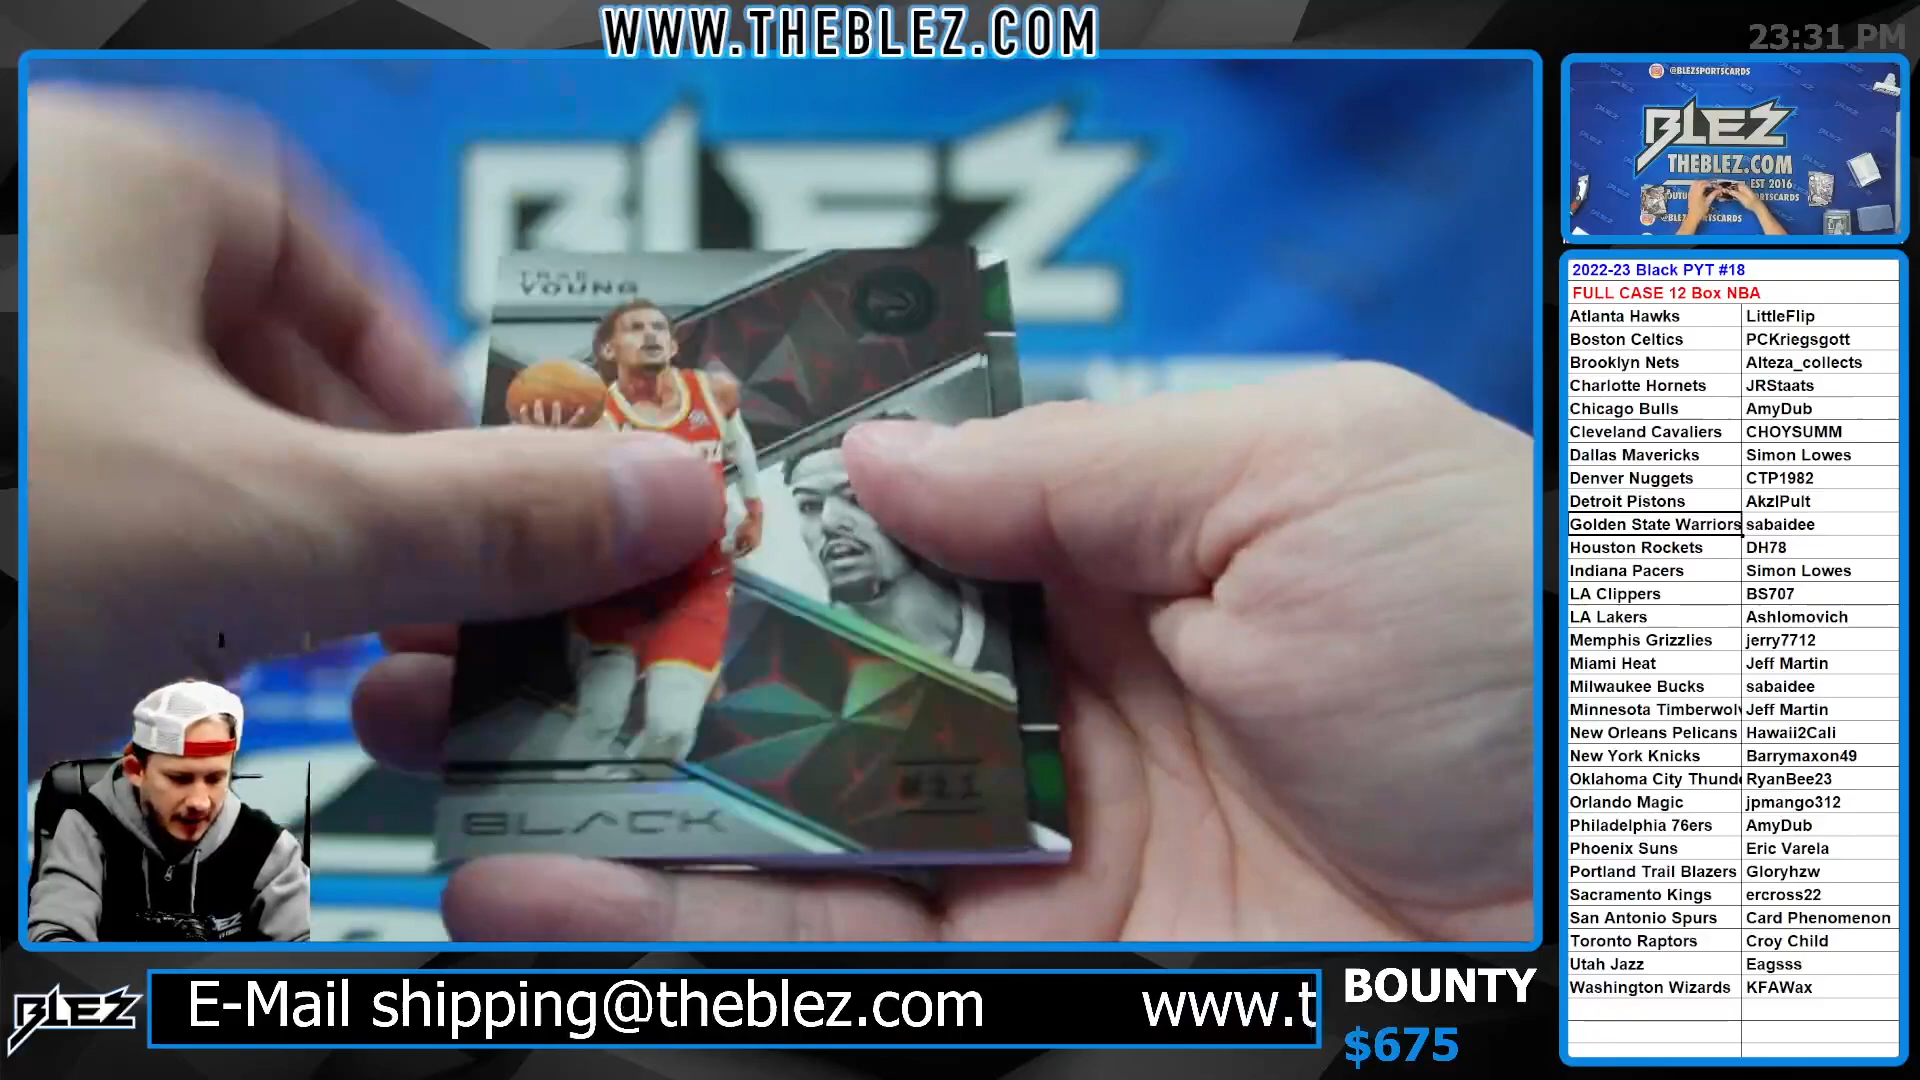 WWW.THEBLEZ.COM
23:31 PM
BLEZ
TRAE
YOUNG
BLACK
@BLEZSPORTSCARDS
BLEZ
THEBLEZ.COM
EST 2016
2022-23 Black PYT #18
FULL CASE 12 Box NBA
Atlanta Hawks LittleFlip
Boston Celtics PCKriegsgott
Brooklyn Nets Alteza_collects
Charlotte Hornets JRStaats
Chicago Bulls AmyDub
Cleveland Cavaliers CHOYSUMM
Dallas Mavericks Simon Lowes
Denver Nuggets CTP1982
Detroit Pistons AkzlPult
Golden State Warriors sabaidee
Houston Rockets DH78
Indiana Pacers Simon Lowes
LA Clippers BS707
LA Lakers Ashlomovich
Memphis Grizzlies jerry7712
Miami Heat Jeff Martin
Milwaukee Bucks sabaidee
Minnesota Timberwolv Jeff Martin
New Orleans Pelicans Hawaii2Cali
New York Knicks Barrymaxon49
Oklahoma City Thunde RyanBee23
Orlando Magic jpmango312
Philadelphia 76ers AmyDub
Phoenix Suns Eric Varela
Portland Trail Blazers Gloryhzw
Sacramento Kings ercross22
San Antonio Spurs Card Phenomenon
Toronto Raptors Croy Child
Utah Jazz Eagsss
Washington Wizards KFAWax
BLEZ
E-Mail shipping@theblez.com www.t
BOUNTY
$675